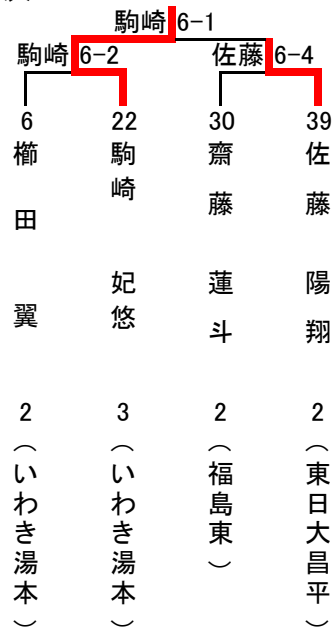 駒崎 6-1
駒崎 6-2
佐藤 6-4
6
櫛田 翼
2
（いわき湯本）
22
駒崎 妃悠
3
（いわき湯本）
30
齋藤 蓮斗
2
（福島東）
39
佐藤 陽翔
2
（東日大昌平）